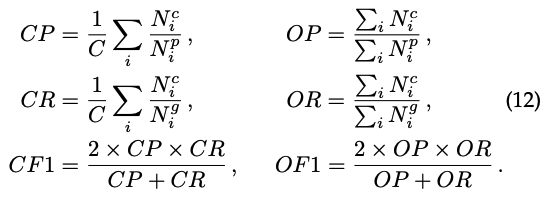 CP = \frac{1}{C} \sum_i \frac{N_i^c}{N_i^p} , OP = \frac{\sum_i N_i^c}{\sum_i N_i^p} ,
CR = \frac{1}{C} \sum_i \frac{N_i^c}{N_i^g} , OR = \frac{\sum_i N_i^c}{\sum_i N_i^g} , (12)
CF1 = \frac{2 \times CP \times CR}{CP + CR} , OF1 = \frac{2 \times OP \times OR}{OP + OR} .